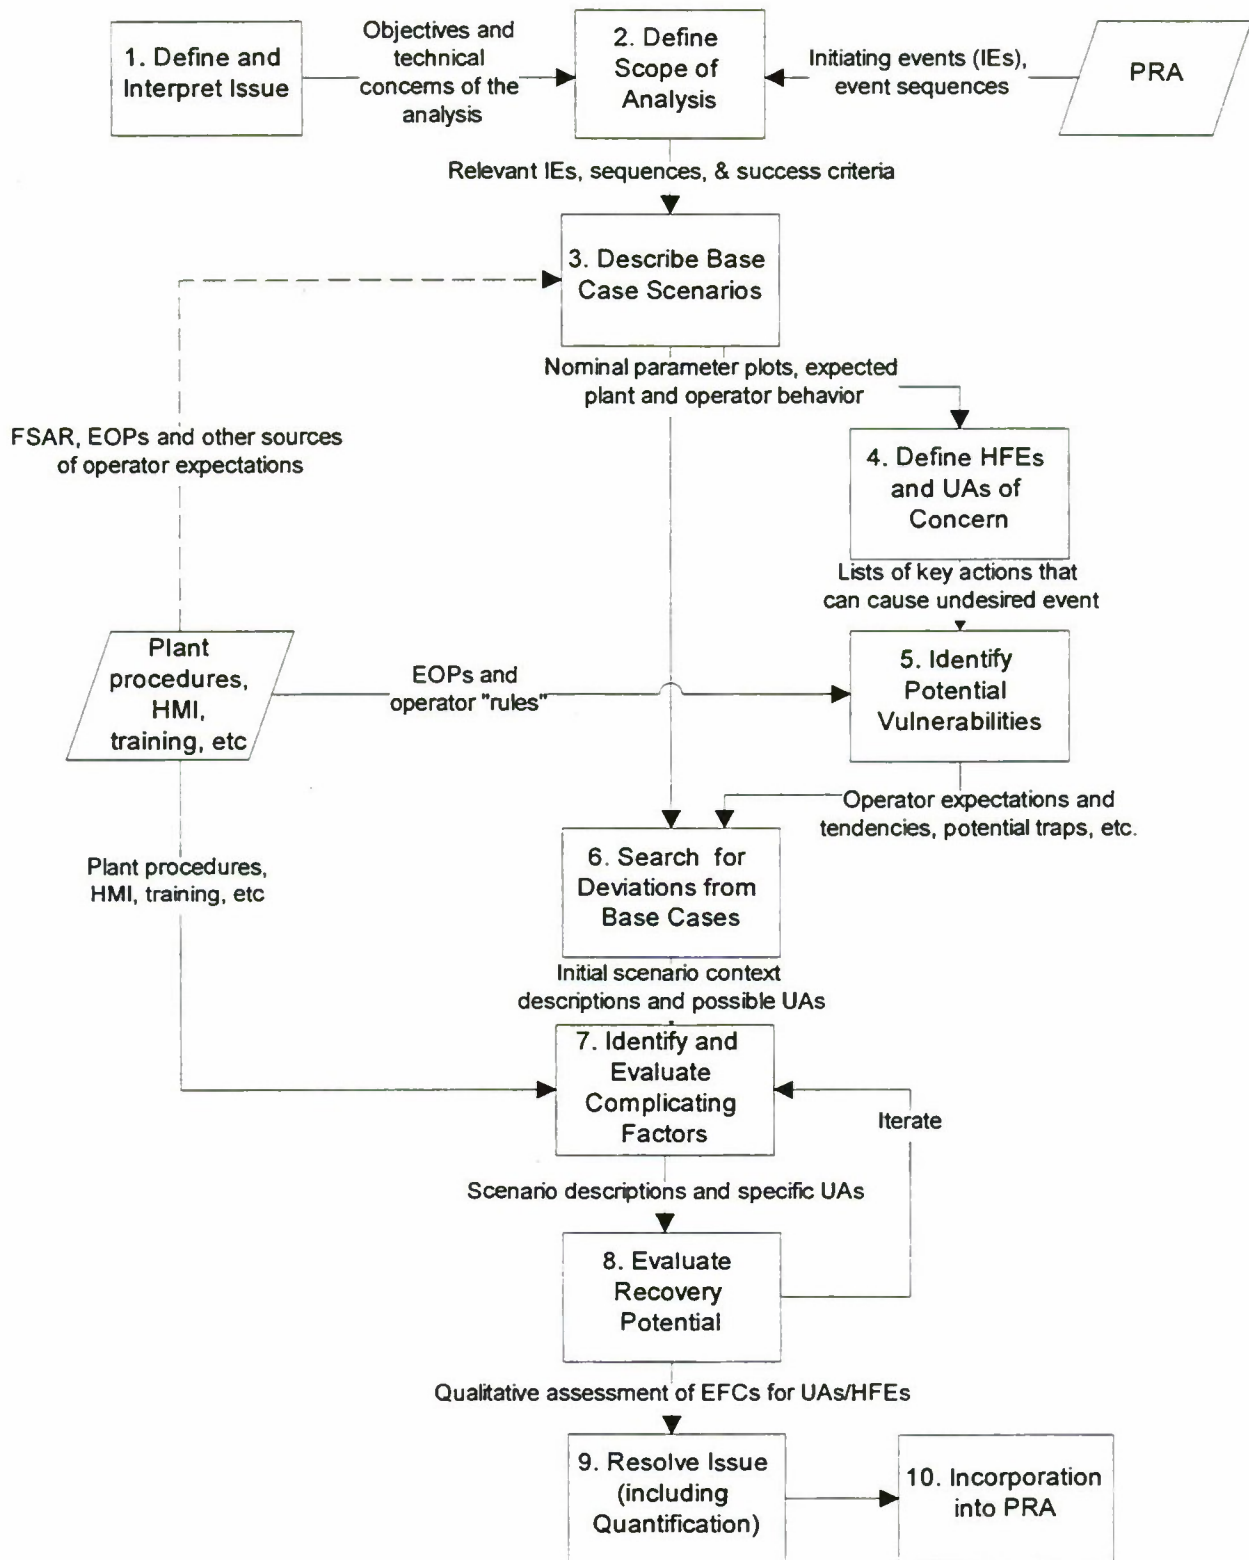 1. Define and
Interpret Issue
Objectives and
technical
concerns of the
analysis
2. Define
Scope of
Analysis
Initiating events (IEs),
event sequences
PRA
Relevant IEs, sequences, & success criteria
3. Describe Base
Case Scenarios
Nominal parameter plots, expected
plant and operator behavior
FSAR, EOPs and other sources
of operator expectations
4. Define HFEs
and UAs of
Concern
Lists of key actions that
can cause undesired event
Plant
procedures,
HMI,
training, etc
EOPs and
operator "rules"
5. Identify
Potential
Vulnerabilities
Operator expectations and
tendencies, potential traps, etc.
Plant procedures,
HMI, training, etc
6. Search for
Deviations from
Base Cases
Initial scenario context
descriptions and possible UAs
7. Identify and
Evaluate
Complicating
Factors
Iterate
Scenario descriptions and specific UAs
8. Evaluate
Recovery
Potential
Qualitative assessment of EFCs for UAs/HFEs
9. Resolve Issue
(including
Quantification)
10. Incorporation
into PRA